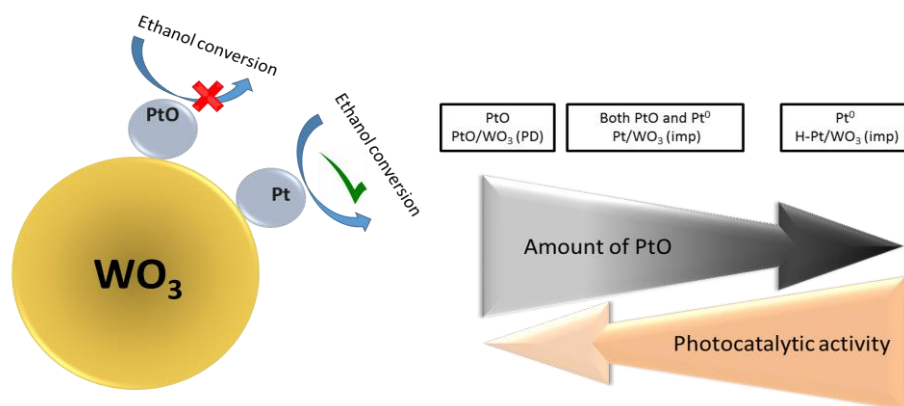 Ethanol conversion
PtO
Ethanol conversion
Pt
WO₃
PtO
PtO/WO₃ (PD)
Both PtO and Pt⁰
Pt/WO₃ (imp)
Pt⁰
H-Pt/WO₃ (imp)
Amount of PtO
Photocatalytic activity